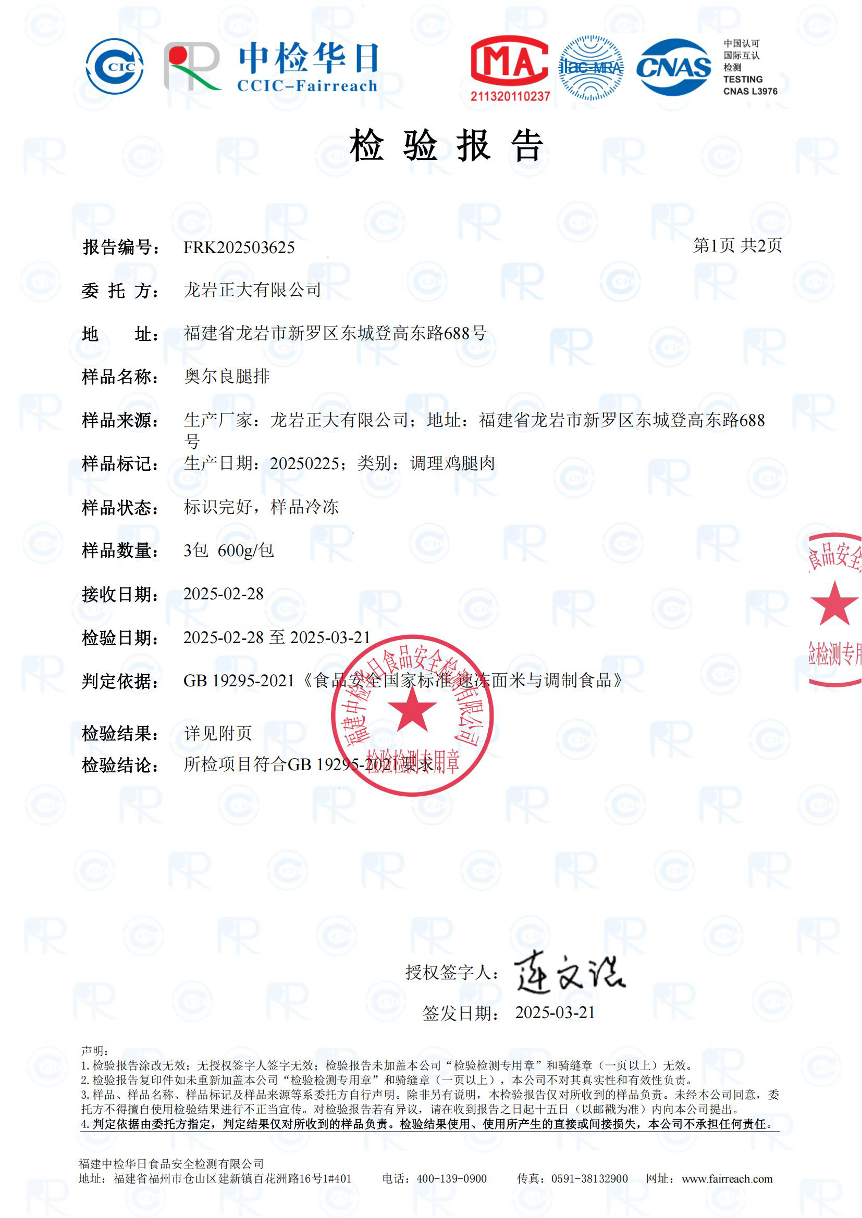 CCIC
中检华日
CCIC-Fairreach
MA
211320110237
ilac-MRA
CNAS
中国认可
国际互认
检测
TESTING
CNAS L3976
检验报告
报告编号： FRK202503625
第1页 共2页
委 托 方： 龙岩正大有限公司
地 址： 福建省龙岩市新罗区东城登高东路688号
样品名称： 奥尔良腿排
样品来源： 生产厂家：龙岩正大有限公司；地址：福建省龙岩市新罗区东城登高东路688
号
样品标记： 生产日期：20250225；类别：调理鸡腿肉
样品状态： 标识完好，样品冷冻
样品数量： 3包 600g/包
接收日期： 2025-02-28
检验日期： 2025-02-28 至 2025-03-21
判定依据： GB 19295-2021《食品安全国家标准 速冻面米与调制食品》
检验结果： 详见附页
检验结论： 所检项目符合GB 19295-2021要求。
福建中检华日食品安全检测有限公司
检验检测专用章
食品安全
检检测专用
授权签字人： 连文浩
签发日期： 2025-03-21
声明：
1.检验报告涂改无效；无授权签字人签字无效；检验报告未加盖本公司“检验检测专用章”和骑缝章（一页以上）无效。
2.检验报告复印件如未重新加盖本公司“检验检测专用章”和骑缝章（一页以上），本公司不对其真实性和有效性负责。
3.样品、样品名称、样品标记及样品来源等系委托方自行声明。除非另有说明，本检验报告仅对所收到的样品负责。未经本公司同意，委
托方不得擅自使用检验结果进行不正当宣传。对检验报告若有异议，请在收到报告之日起十五日（以邮戳为准）内向本公司提出。
4.判定依据由委托方指定，判定结果仅对所收到的样品负责。检验结果使用、使用所产生的直接或间接损失，本公司不承担任何责任。
福建中检华日食品安全检测有限公司
地址：福建省福州市仓山区建新镇百花洲路16号1#401 电话：400-139-0900 传真：0591-38132900 网址：www.fairreach.com